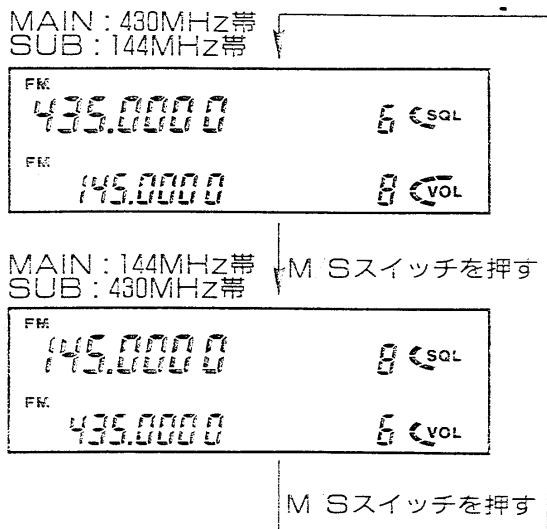 MAIN : 430MHz帯
SUB : 144MHz帯
FM
435.0000 6 SQL
FM
145.0000 8 VOL
MAIN : 144MHz帯
SUB : 430MHz帯
M Sスイッチを押す
FM
145.0000 8 SQL
FM
435.0000 6 VOL
M Sスイッチを押す